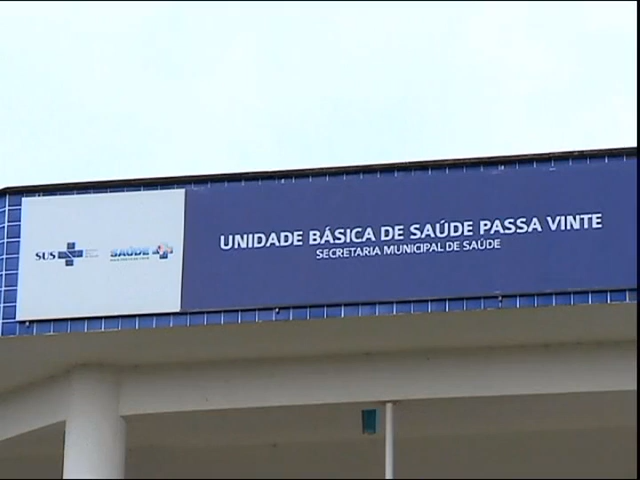 SUS
SAÚDE
UNIDADE BÁSICA DE SAÚDE PASSA VINTE
SECRETARIA MUNICIPAL DE SAÚDE